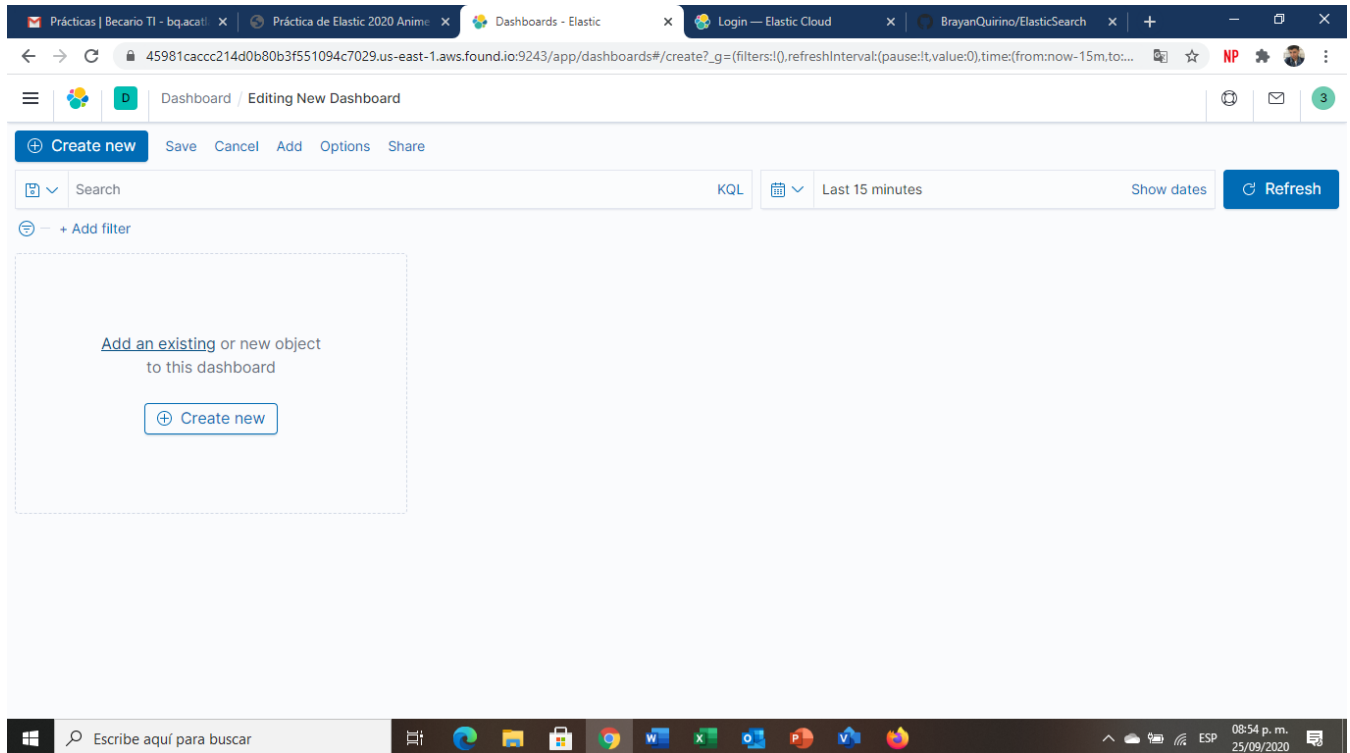 Prácticas | Becario TI - bq.acatl
Práctica de Elastic 2020 Anime
Dashboards - Elastic
Login — Elastic Cloud
BrayanQuirino/ElasticSearch
45981caccc214d0b80b3f551094c7029.us-east-1.aws.found.io:9243/app/dashboards#/create?_g=(filters:!(),refreshInterval:(pause:!t,value:0),time:(from:now-15m,to:...
NP
D
Dashboard / Editing New Dashboard
3
Create new
Save
Cancel
Add
Options
Share
Search
KQL
Last 15 minutes
Show dates
Refresh
+ Add filter
Add an existing or new object
to this dashboard
Create new
Escribe aquí para buscar
ESP
08:54 p. m.
25/09/2020